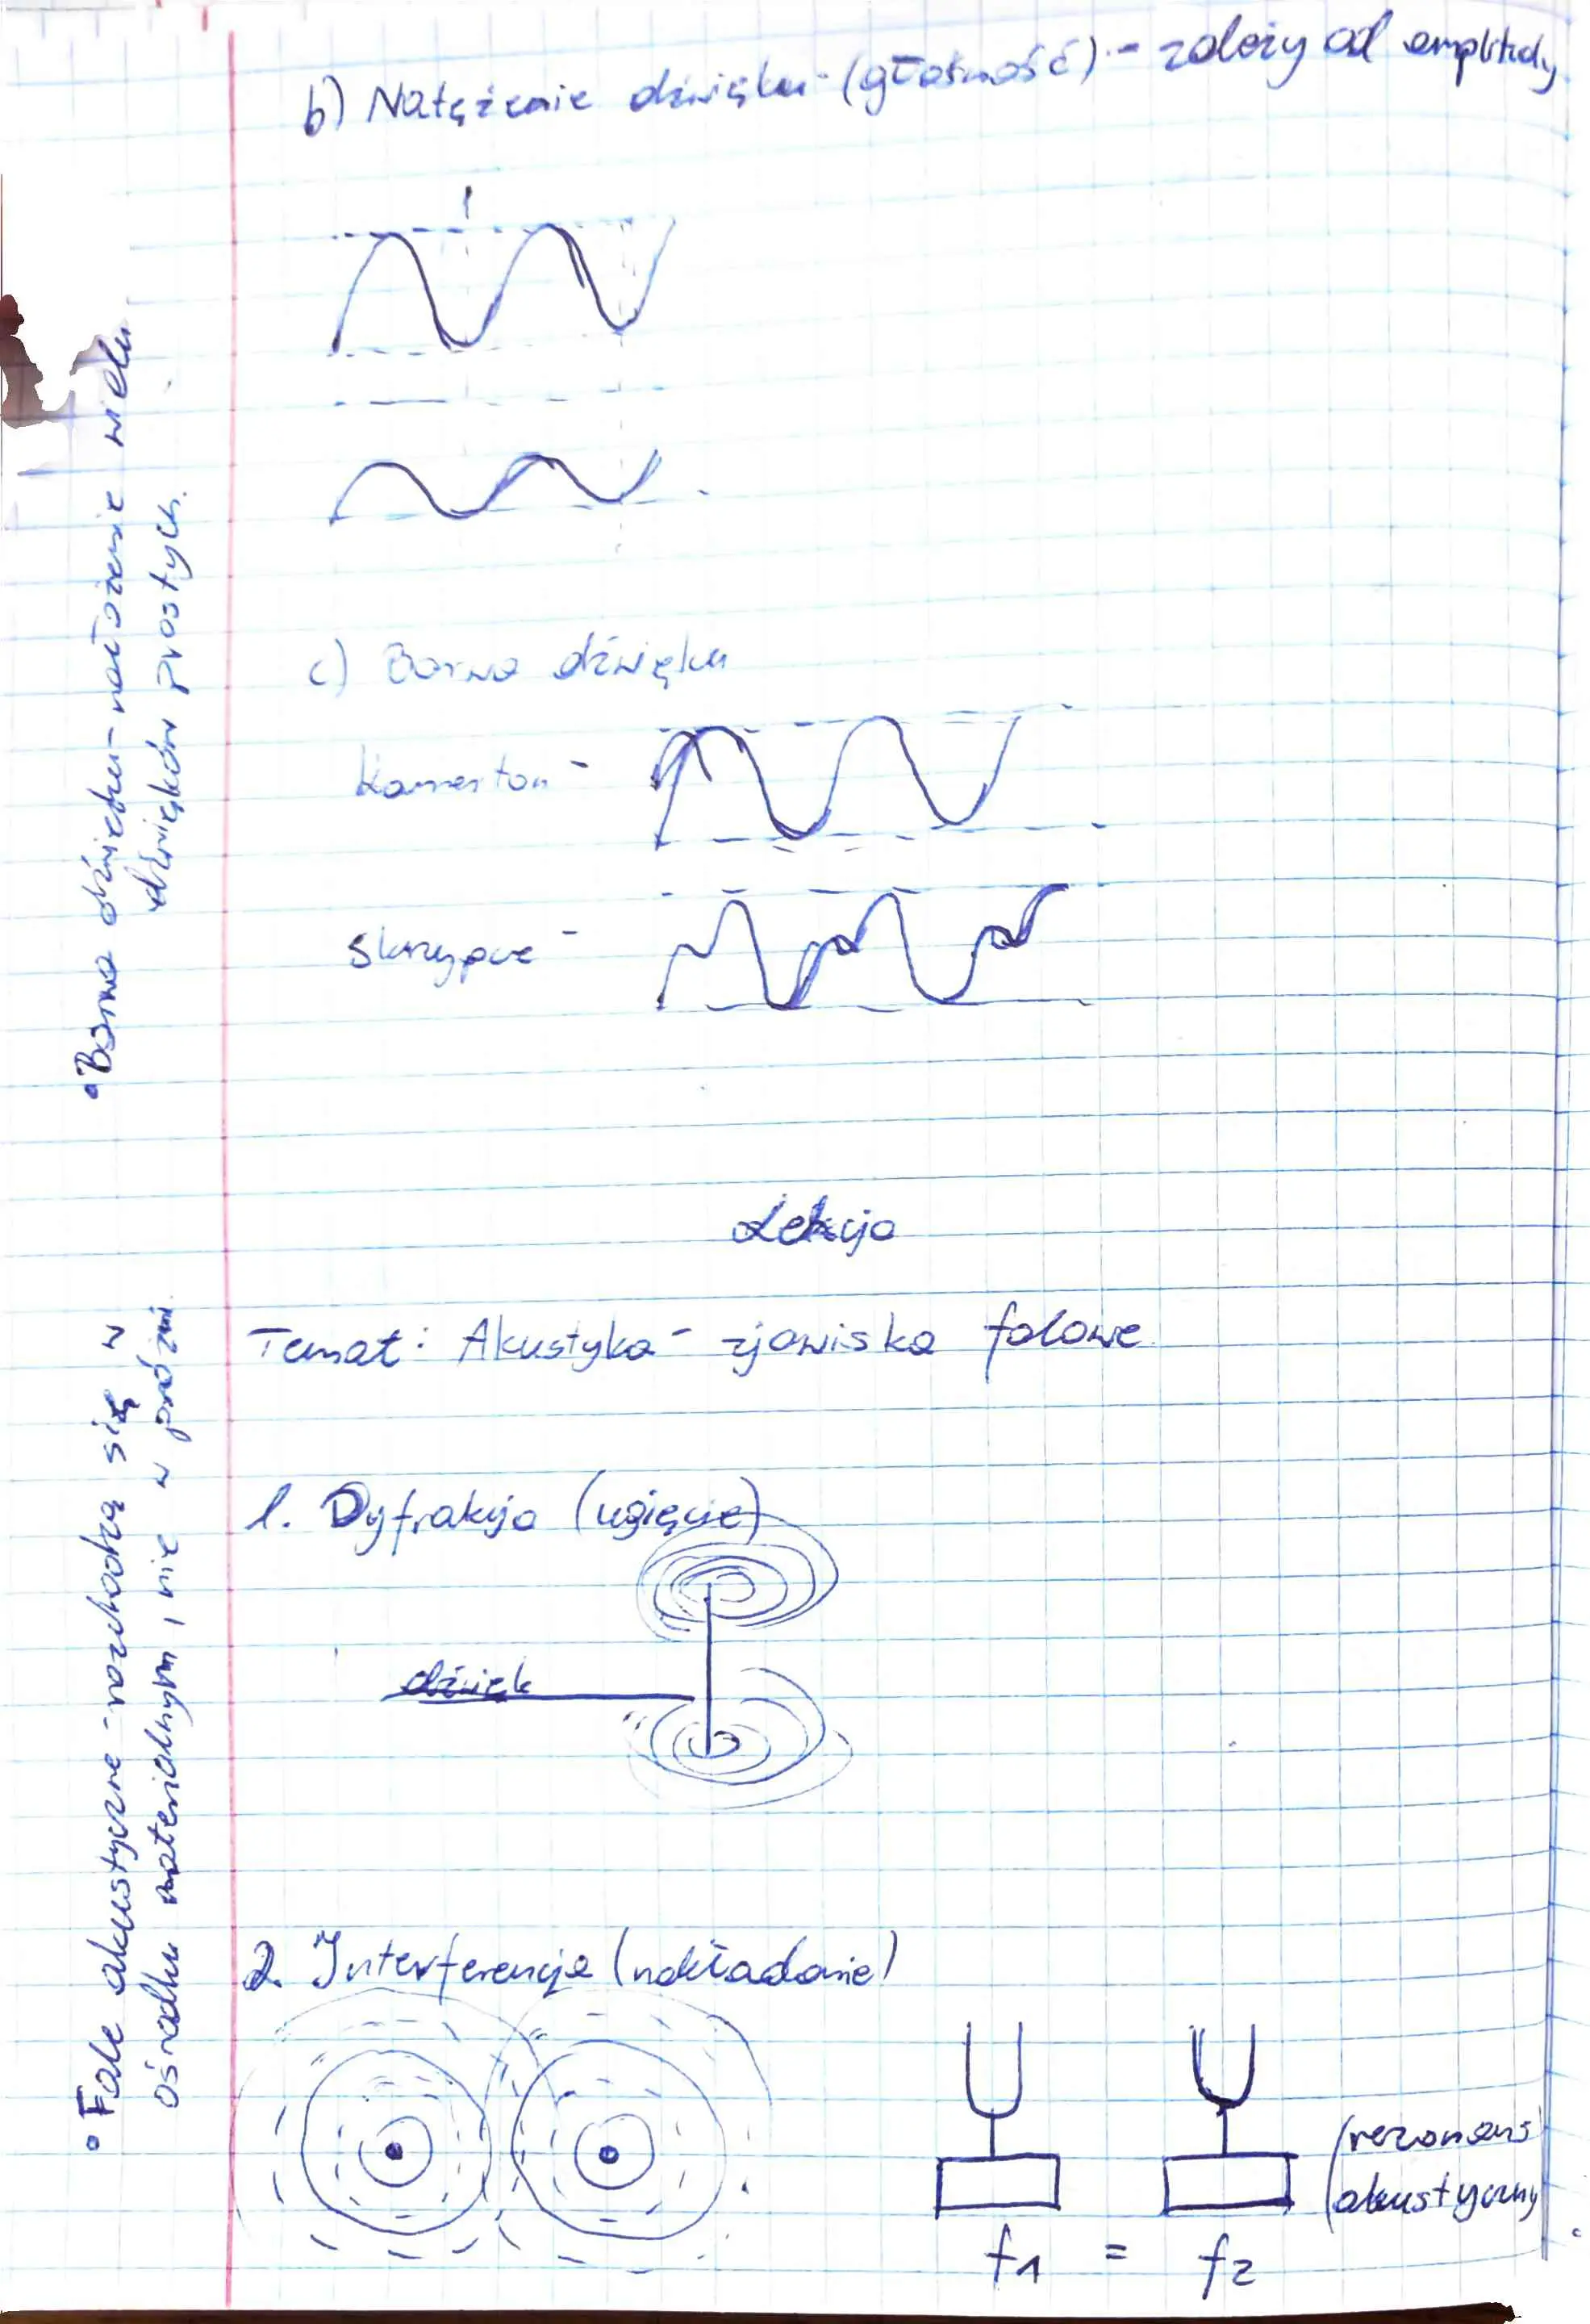 b) Natężenie dźwięku - (głośność) - zależy od amplitudy
c) Barwa dźwięku
kamerton -
skrzypce -
• Barwa dźwięku - nałożenie wielu
dźwięków prostych.
Lekcja
Temat: Akustyka - zjawiska falowe
1. Dyfrakcja (ugięcie)
dźwięk
2. Interferencja (nakładanie)
(rezonans
akustyczny
f1 = f2
• Fale akustyczne - rozchodzą się w
ośrodku materialnym, nie w próżni.